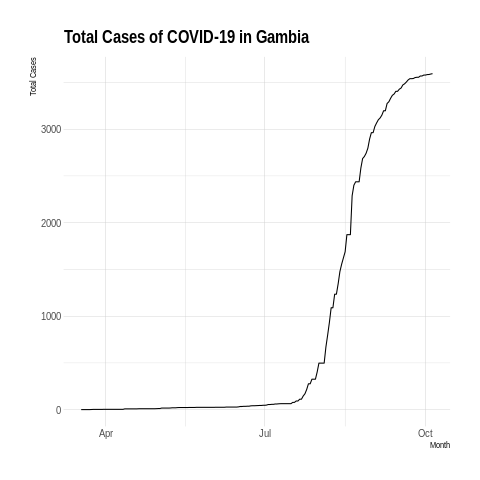 Total Cases of COVID-19 in Gambia
Total Cases
3000
2000
1000
0
Apr Jul Oct
Month